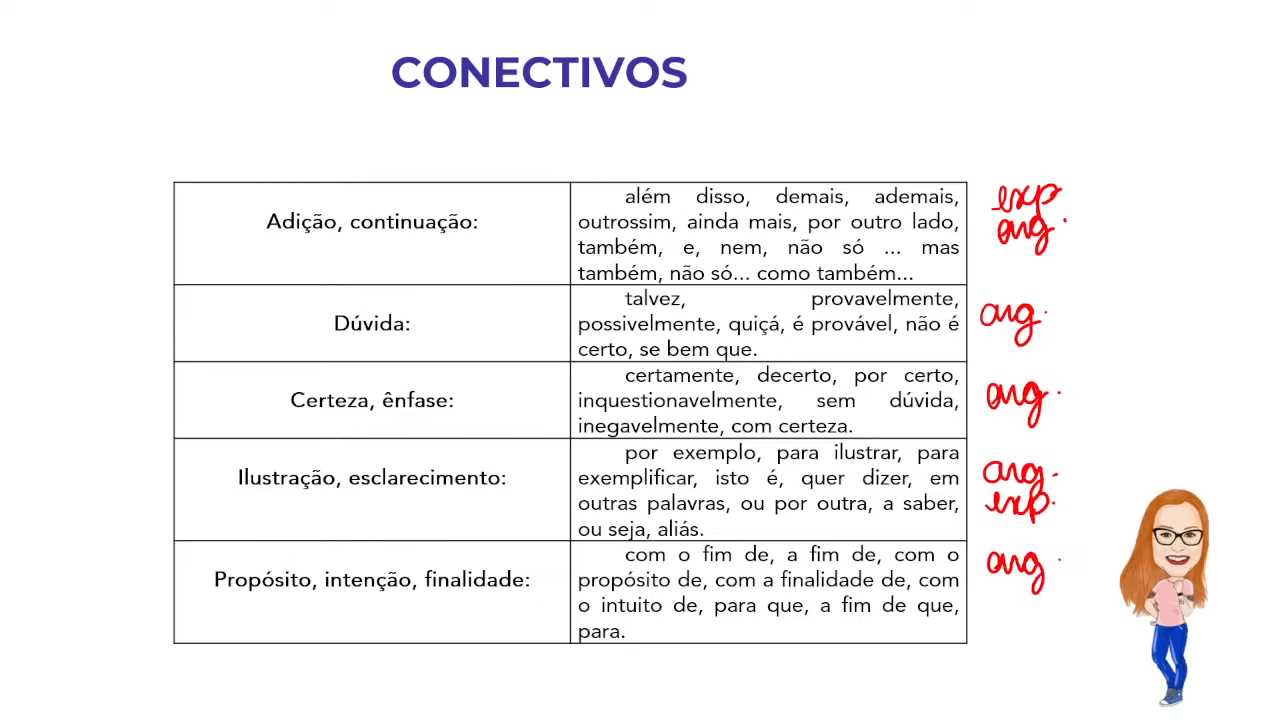 CONECTIVOS
Adição, continuação:
além disso, demais, ademais,
outrossim, ainda mais, por outro lado,
também, e, nem, não só ... mas
também, não só... como também...
exp
arg.
Dúvida:
talvez, provavelmente,
possivelmente, quiçá, é provável, não é
certo, se bem que.
arg.
Certeza, ênfase:
certamente, decerto, por certo,
inquestionavelmente, sem dúvida,
inegavelmente, com certeza.
arg.
Ilustração, esclarecimento:
por exemplo, para ilustrar, para
exemplificar, isto é, quer dizer, em
outras palavras, ou por outra, a saber,
ou seja, aliás.
arg.
exp.
Propósito, intenção, finalidade:
com o fim de, a fim de, com o
propósito de, com a finalidade de, com
o intuito de, para que, a fim de que,
para.
arg.